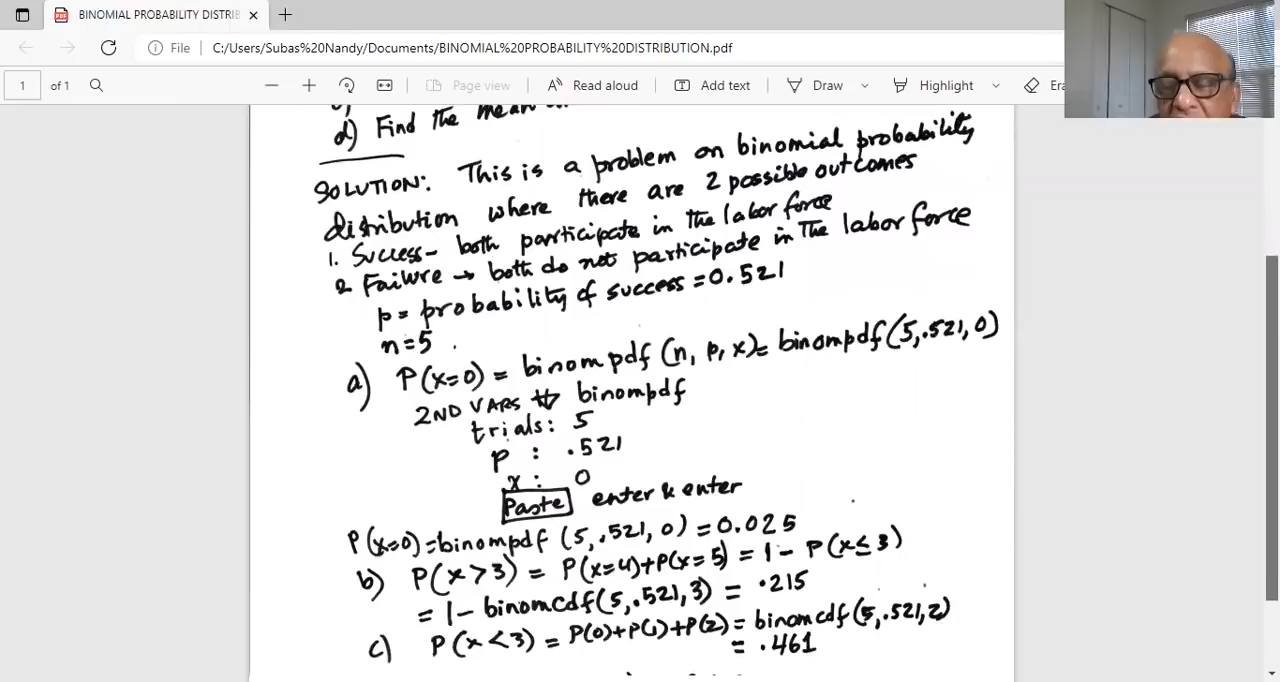 BINOMIAL PROBABILITY DISTRIB
File C:/Users/Subas%20Nandy/Documents/BINOMIAL%20PROBABILITY%20DISTRIBUTION.pdf
1 of 1 Page view Read aloud Add text Draw Highlight Era
d) Find the mean
SOLUTION: This is a problem on binomial probability
distribution where there are 2 possible outcomes
1. Success- both participate in the labor force
2 Failure → both do not participate in the labor force
p = probability of success = 0.521
n=5
a) P(x=0) = binompdf (n, p, x)= binompdf(5,.521,0)
2ND VARS binompdf
trials: 5
p : .521
x : 0
Paste enter & enter
P(x=0)=binompdf (5,.521,0) = 0.025
b) P(x>3) = P(x=4)+P(x=5) = 1- P(x≤3)
= 1- binomcdf(5,.521,3) = .215
c) P(x<3) = P(0)+P(1)+P(2) = binomcdf(5,.521,2)
= .461